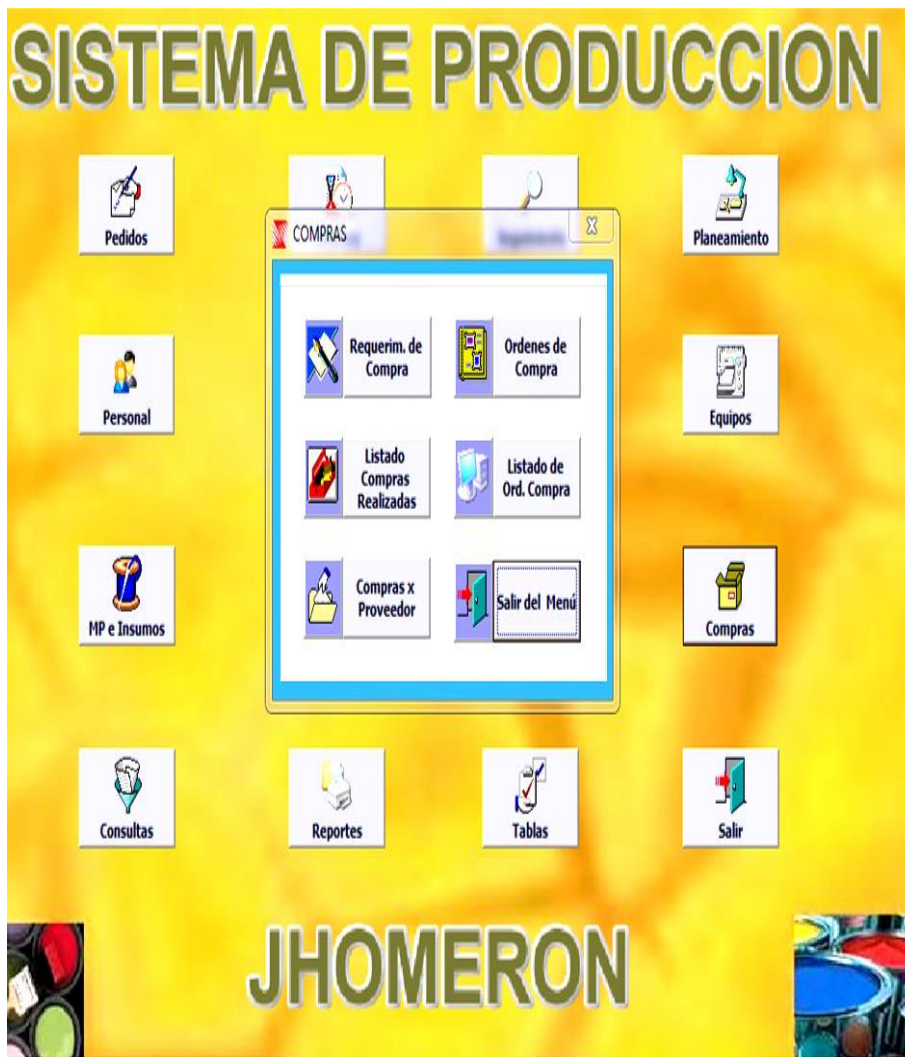 SISTEMA DE PRODUCCION
Pedidos
Planeamiento
COMPRAS
Requerim. de
Compra
Ordenes de
Compra
Personal
Equipos
Listado
Compras
Realizadas
Listado de
Ord. Compra
MP e Insumos
Compras x
Proveedor
Salir del Menú
Compras
Consultas
Reportes
Tablas
Salir
JHOMERON